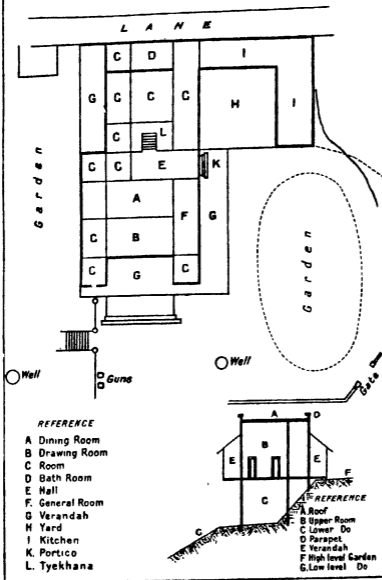 LANE
C D I
G C C C H I
C L
C C E K
A
Garden
F G
C B
C G C
Garden
Well
Guns
Well
Gate
REFERENCE
A Dining Room
B Drawing Room
C Room
D Bath Room
E Hall
F. General Room
G Verandah
H Yard
I Kitchen
K. Portico
L. Tyekhana
A D
B
E E
F
C
G
REFERENCE
A Roof
B Upper Room
C Lower Do
D Parapet
E Verandah
F High level Garden
G. Low level Do